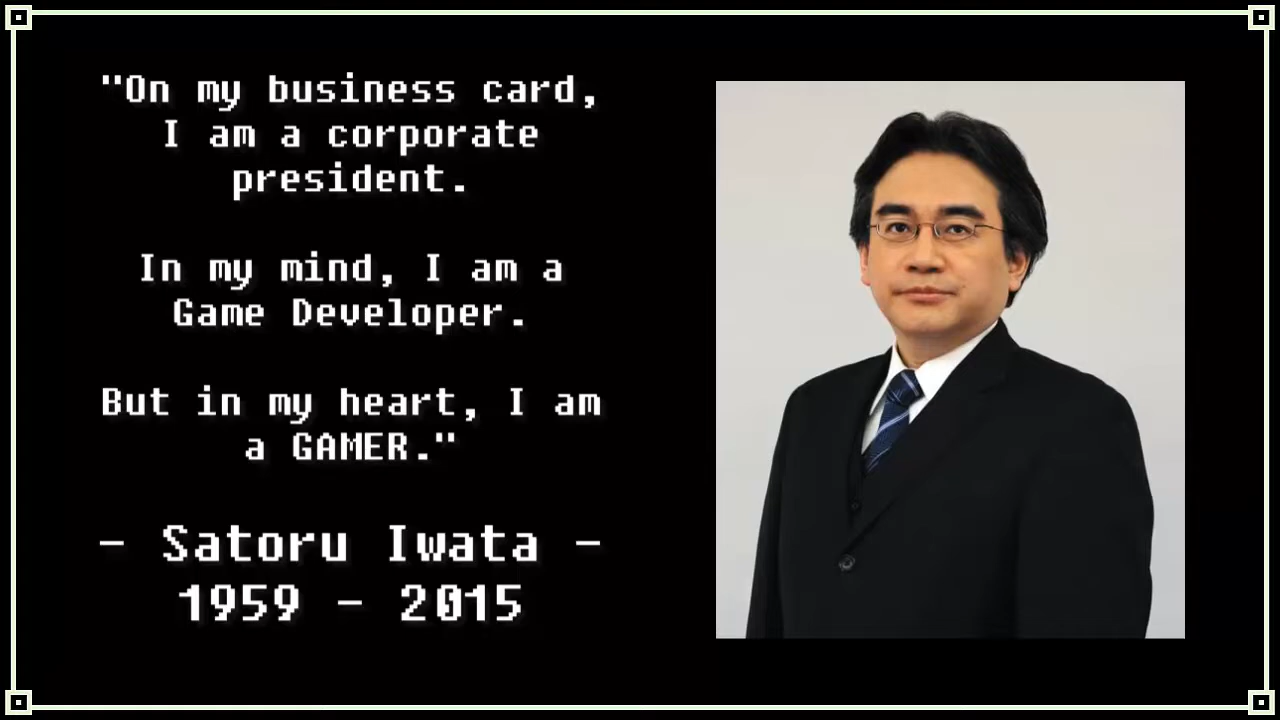 "On my business card,
I am a corporate
president.
In my mind, I am a
Game Developer.
But in my heart, I am
a GAMER."
- Satoru Iwata -
1959 - 2015